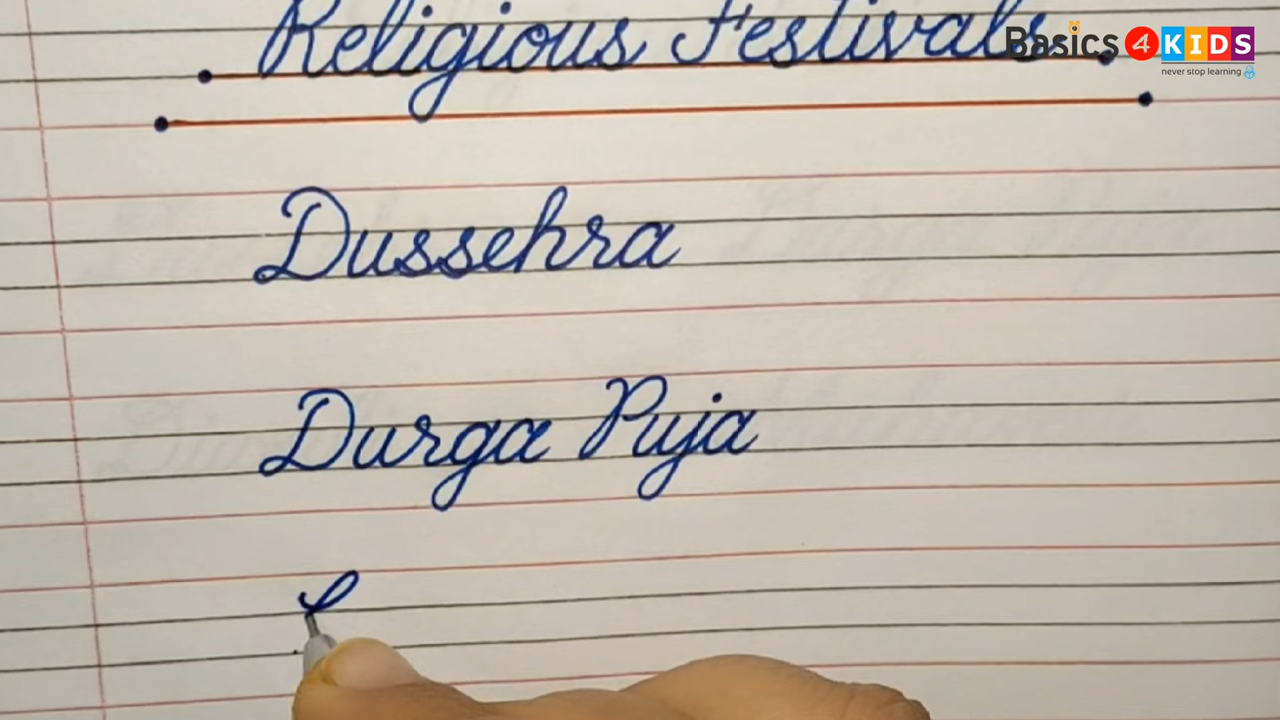 Religious Festivals
Basics 4 KIDS
never stop learning
Dussehra
Durga Puja